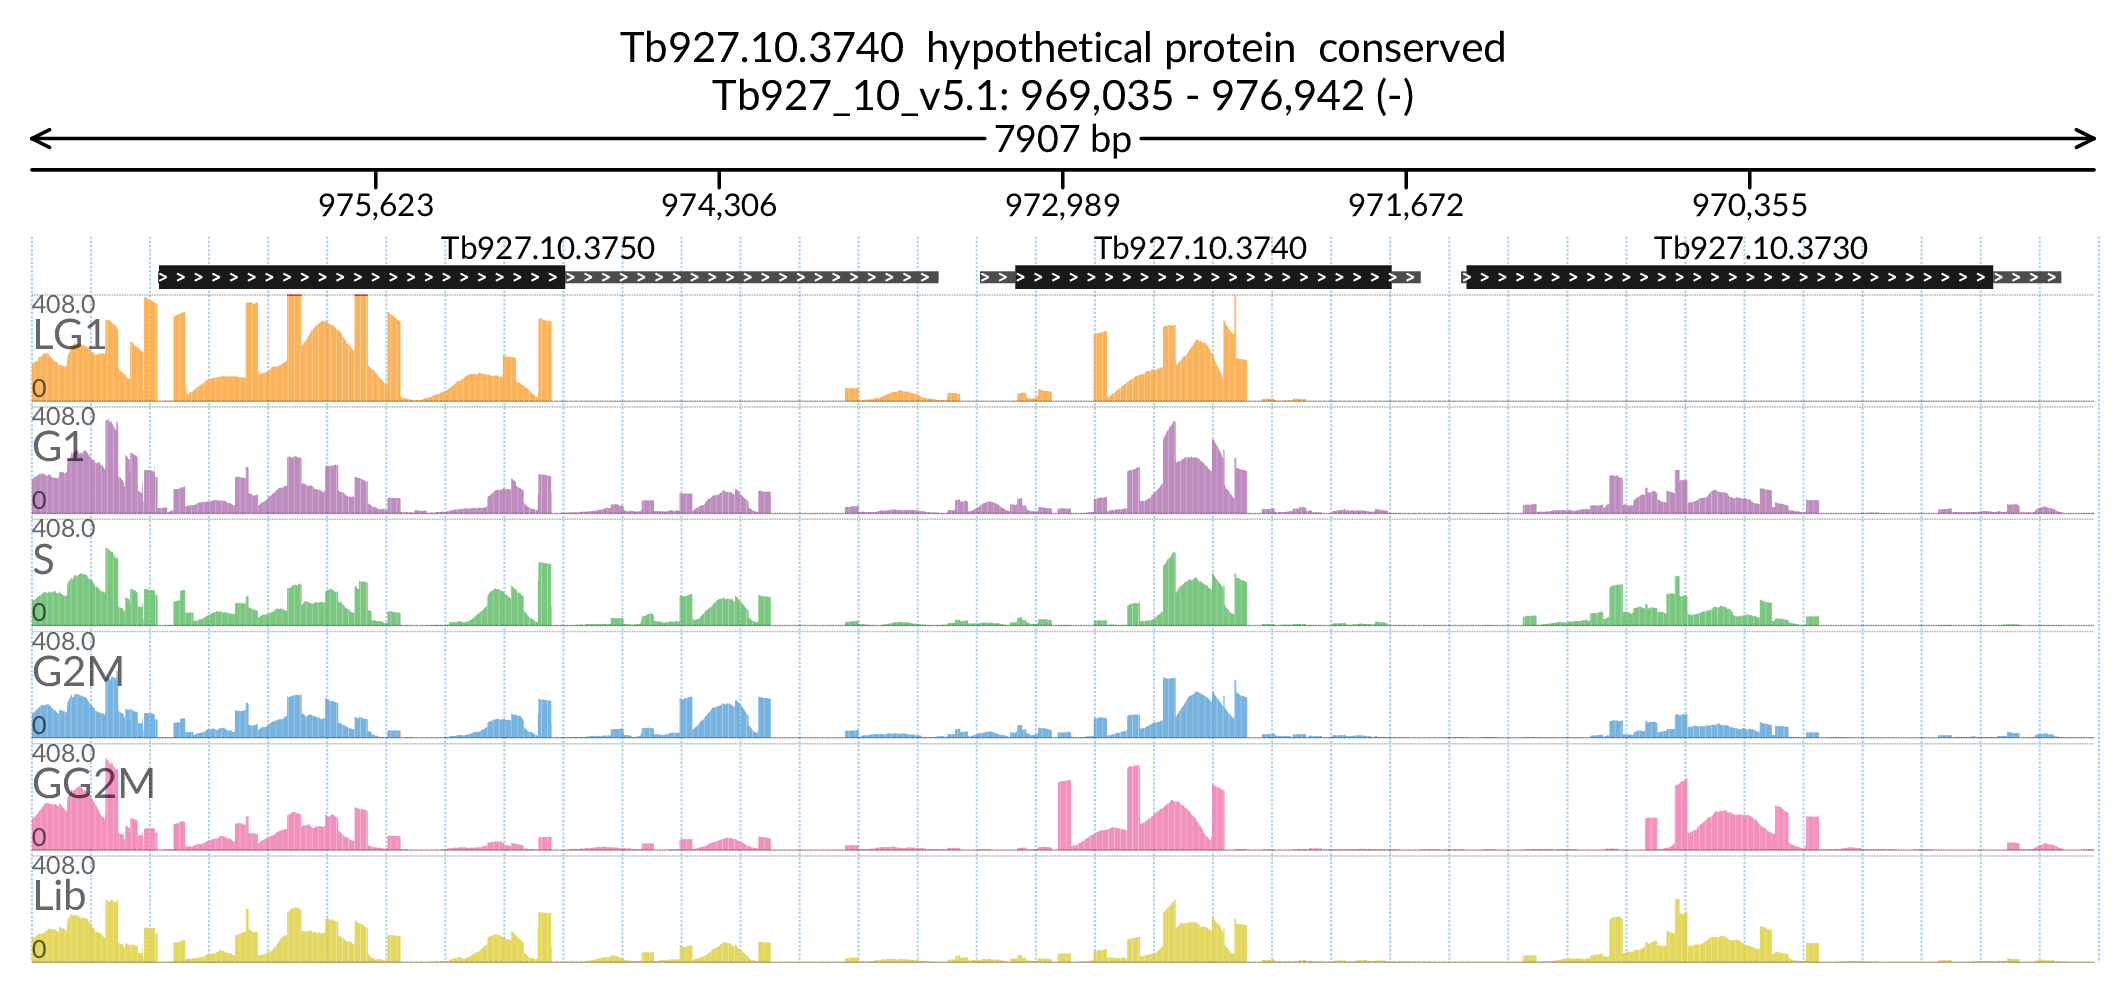 Tb927.10.3740 hypothetical protein conserved
Tb927_10_v5.1: 969,035 - 976,942 (-)
7907 bp
975,623 974,306 972,989 971,672 970,355
Tb927.10.3750 Tb927.10.3740 Tb927.10.3730
408.0
LG1
0
408.0
G1
0
408.0
S
0
408.0
G2M
0
408.0
GG2M
0
408.0
Lib
0